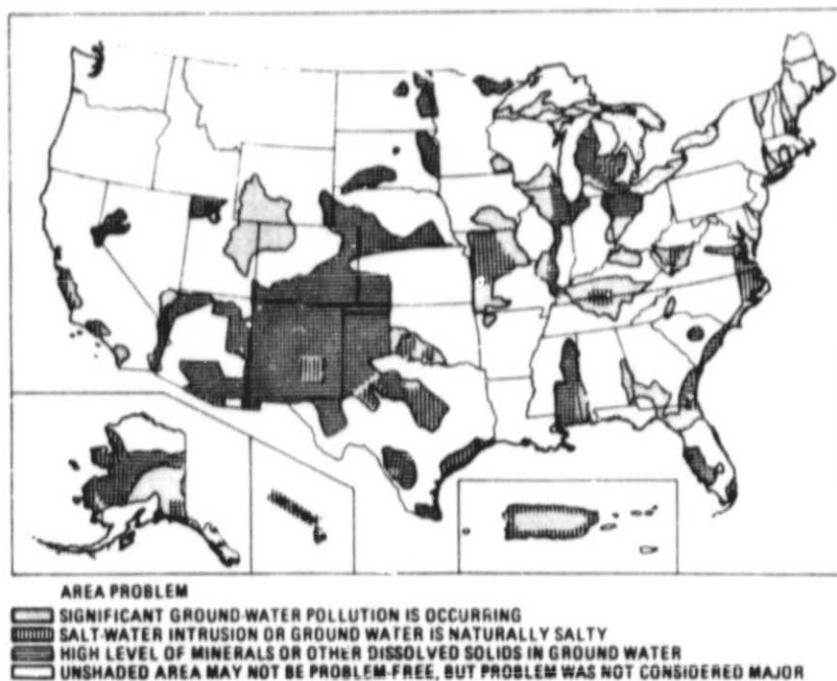 AREA PROBLEM
SIGNIFICANT GROUND-WATER POLLUTION IS OCCURRING
SALT-WATER INTRUSION OR GROUND WATER IS NATURALLY SALTY
HIGH LEVEL OF MINERALS OR OTHER DISSOLVED SOLIDS IN GROUND WATER
UNSHADED AREA MAY NOT BE PROBLEM-FREE, BUT PROBLEM WAS NOT CONSIDERED MAJOR